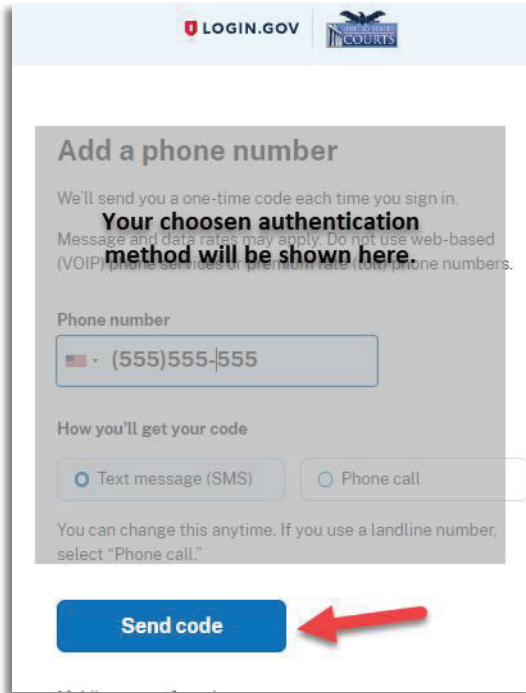 LOGIN.GOV
UNITED STATES
COURTS
Add a phone number
We'll send you a one-time code each time you sign in.
Your choosen authentication
Message and data rates may apply. Do not use web-based
method will be shown here.
(VOIP) phone services or premium rate (toll) phone numbers.
Phone number
(555)555-555
How you'll get your code
Text message (SMS)
Phone call
You can change this anytime. If you use a landline number,
select "Phone call."
Send code